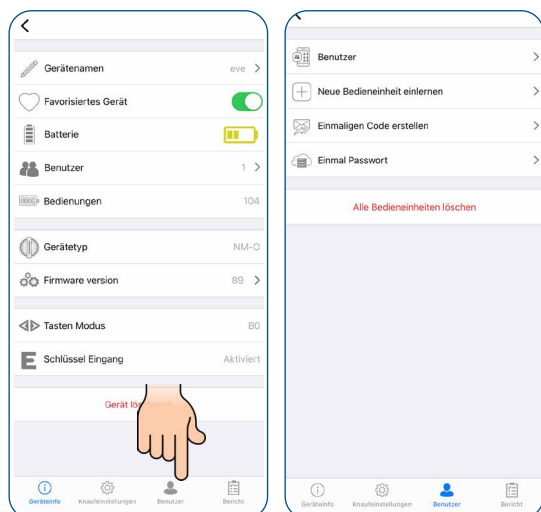 Gerätenamen eve
Favorisiertes Gerät
Batterie
Benutzer 1
Bedienungen 104
Gerätetyp NM-O
Firmware version 89
Tasten Modus B0
E Schlüssel Eingang Aktiviert
Gerät
Geräteinfo Knaufeinstellungen Benutzer Bericht
Benutzer
Neue Bedieneinheit einlernen
Einmaligen Code erstellen
Einmal Passwort
Alle Bedieneinheiten löschen
Geräteinfo Knaufeinstellungen Benutzer Bericht